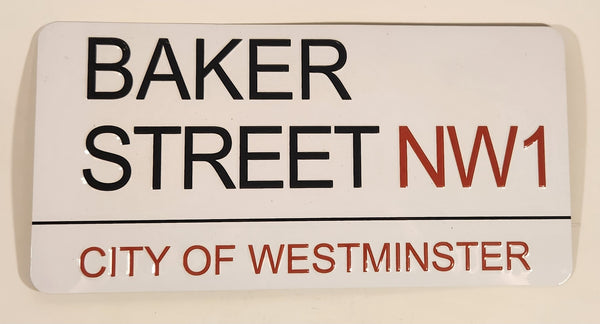 BAKER
STREET NW1
CITY OF WESTMINSTER